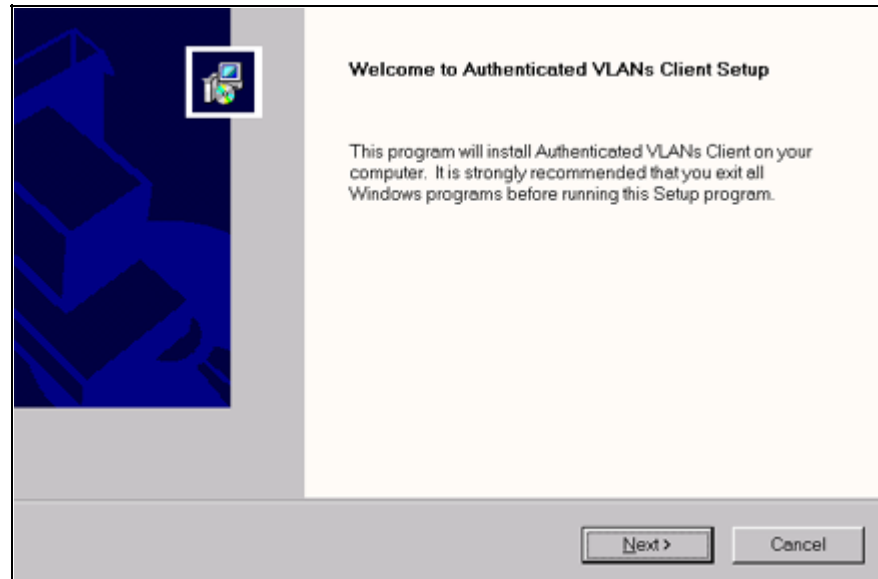 Welcome to Authenticated VLANs Client Setup
This program will install Authenticated VLANs Client on your
computer. It is strongly recommended that you exit all
Windows programs before running this Setup program.
Next >
Cancel